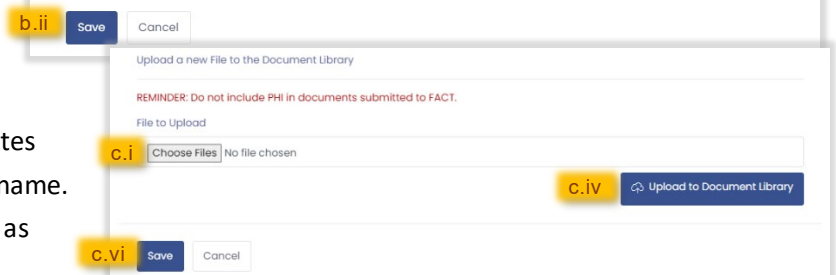 b.ii Save Cancel
Upload a new File to the Document Library
REMINDER: Do not include PHI in documents submitted to FACT.
File to Upload
tes
c.i Choose Files No file chosen
name.
c.iv Upload to Document Library
as
c.vi Save Cancel